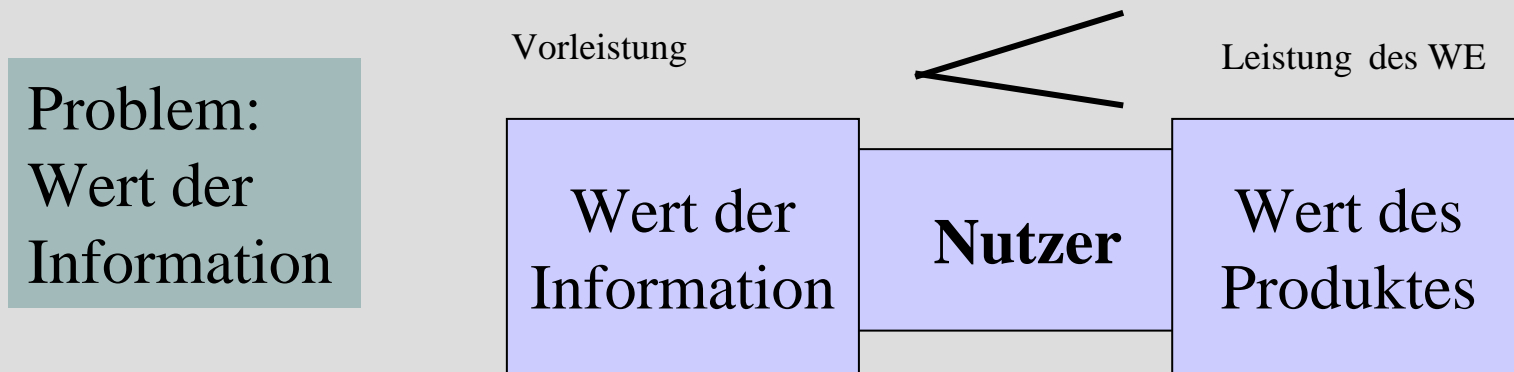 Problem:
Wert der
Information
Vorleistung
Leistung des WE
Wert der
Information
Nutzer
Wert des
Produktes